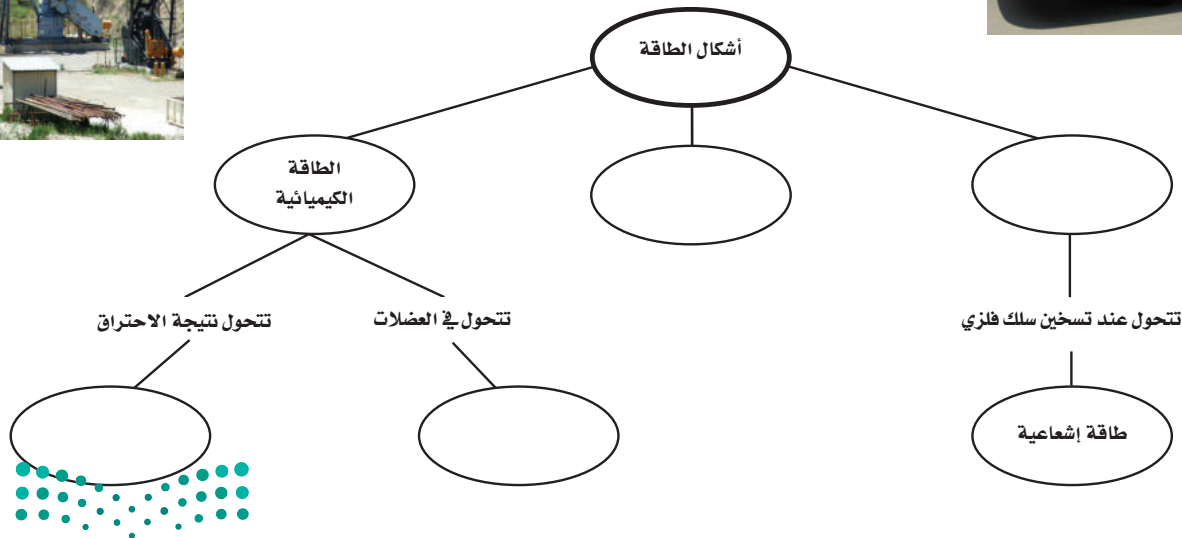 أشكال الطاقة
الطاقة
الكيميائية
تتحول عند تسخين سلك فلزي
تتحول في العضلات
تتحول نتيجة الاحتراق
طاقة إشعاعية